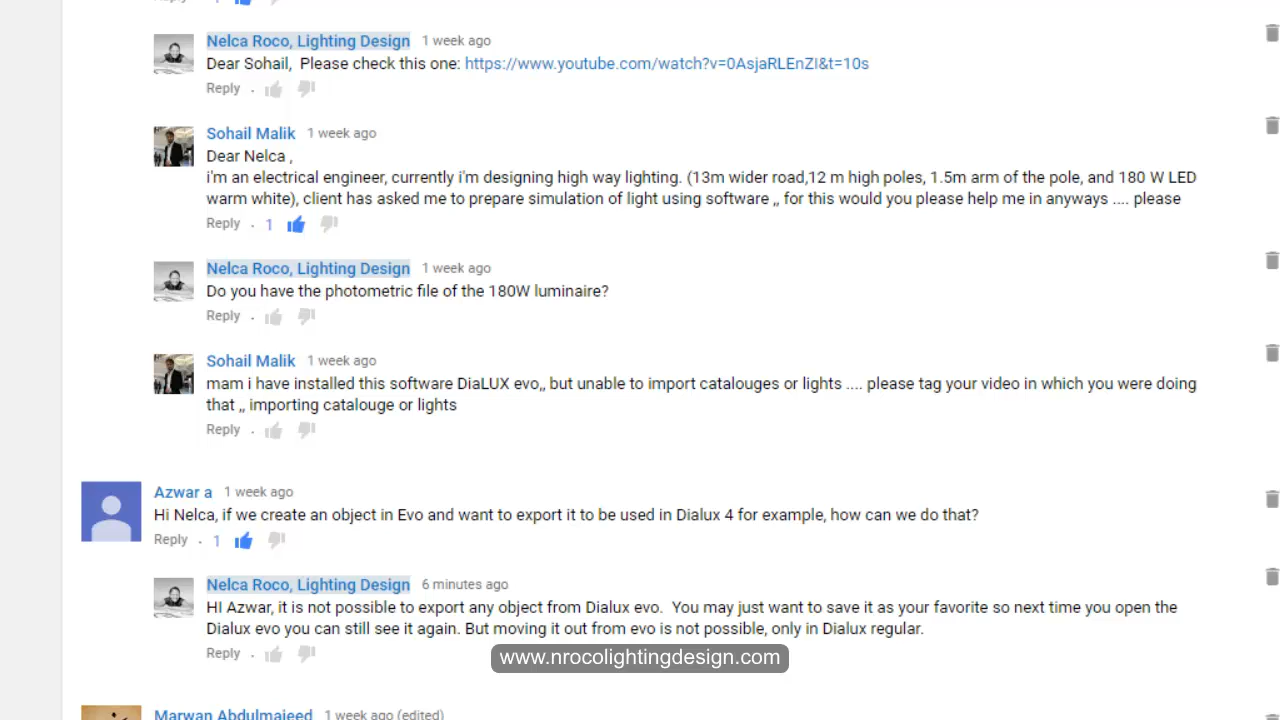 Nelca Roco, Lighting Design 1 week ago
Dear Sohail, Please check this one: https://www.youtube.com/watch?v=0AsjaRLEnZI&t=10s
Reply
Sohail Malik 1 week ago
Dear Nelca ,
i'm an electrical engineer, currently i'm designing high way lighting. (13m wider road,12 m high poles, 1.5m arm of the pole, and 180 W LED
warm white), client has asked me to prepare simulation of light using software ,, for this would you please help me in anyways .... please
Reply . 1
Nelca Roco, Lighting Design 1 week ago
Do you have the photometric file of the 180W luminaire?
Reply
Sohail Malik 1 week ago
mam i have installed this software DiaLUX evo,, but unable to import catalouges or lights .... please tag your video in which you were doing
that ,, importing catalouge or lights
Reply
Azwar a 1 week ago
Hi Nelca, if we create an object in Evo and want to export it to be used in Dialux 4 for example, how can we do that?
Reply . 1
Nelca Roco, Lighting Design 6 minutes ago
HI Azwar, it is not possible to export any object from Dialux evo. You may just want to save it as your favorite so next time you open the
Dialux evo you can still see it again. But moving it out from evo is not possible, only in Dialux regular.
Reply
www.nrocolightingdesign.com
Marwan Abdulmajeed 1 week ago (edited)